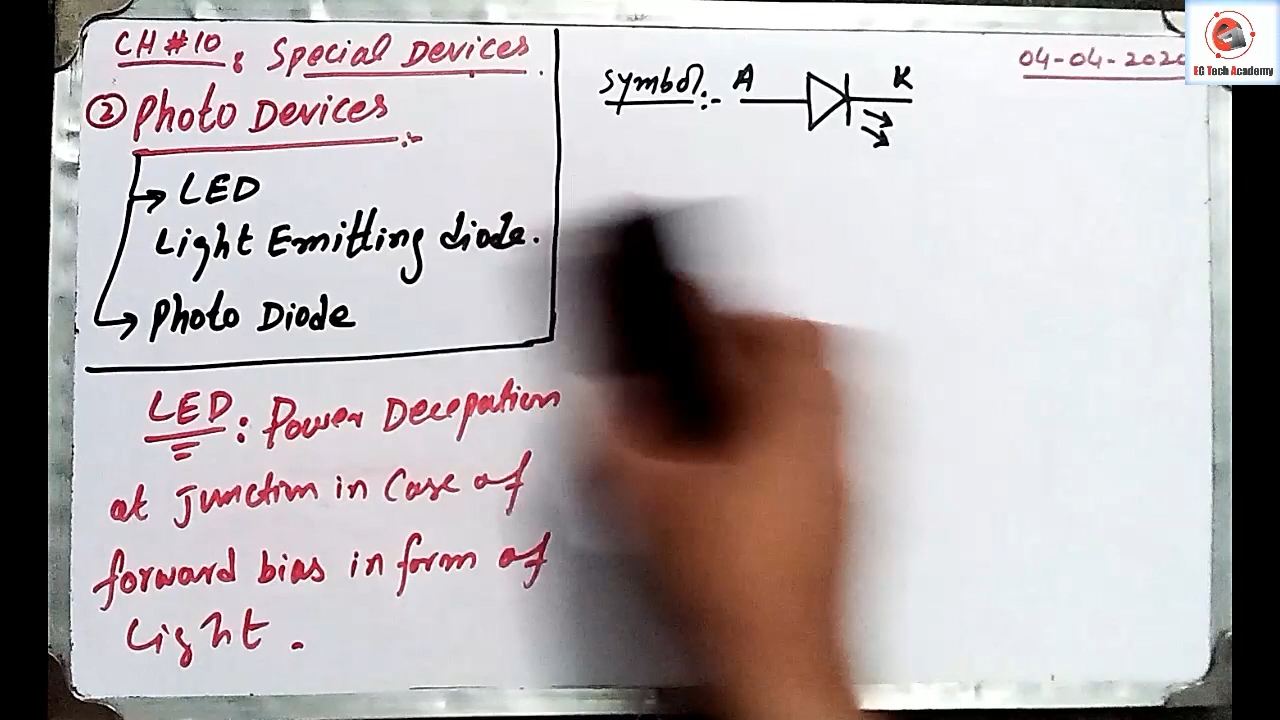 CH # 10 : Special Devices.
② Photo Devices :-
→ LED
Light Emitting diode.
→ Photo Diode
LED : Power Decepation
at junction in Case of
forward bias in form of
Light .
Symbol :- A K
04-04-2020
EG Tech Academy